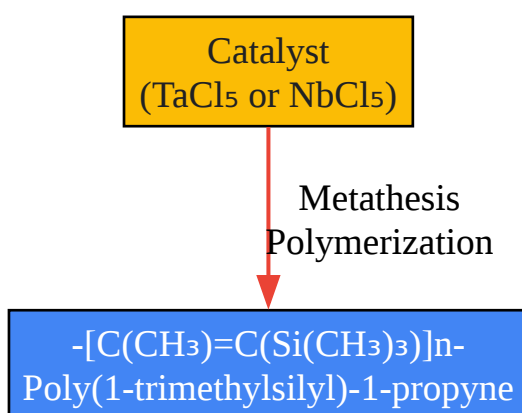 Catalyst
(TaCl₅ or NbCl₅)
Metathesis
Polymerization
-[C(CH₃)=C(Si(CH₃)₃)]n-
Poly(1-trimethylsilyl)-1-propyne